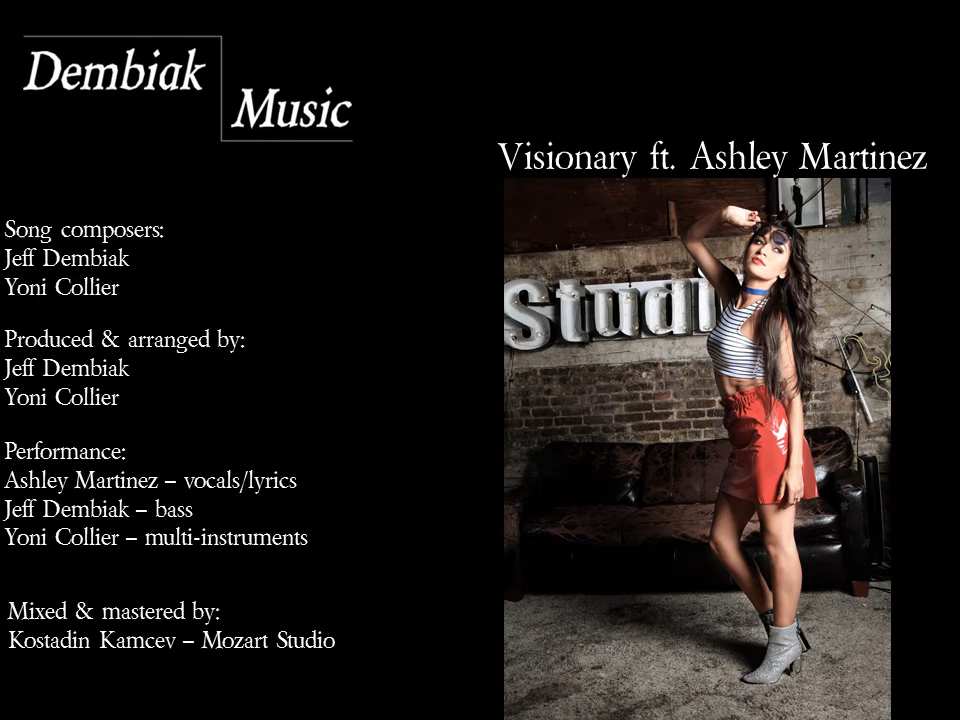 Dembiak
Music
Visionary ft. Ashley Martinez
Song composers:
Jeff Dembiak
Yoni Collier
Produced & arranged by:
Jeff Dembiak
Yoni Collier
Performance:
Ashley Martinez – vocals/lyrics
Jeff Dembiak – bass
Yoni Collier – multi-instruments
Mixed & mastered by:
Kostadin Kamcev – Mozart Studio
Studi